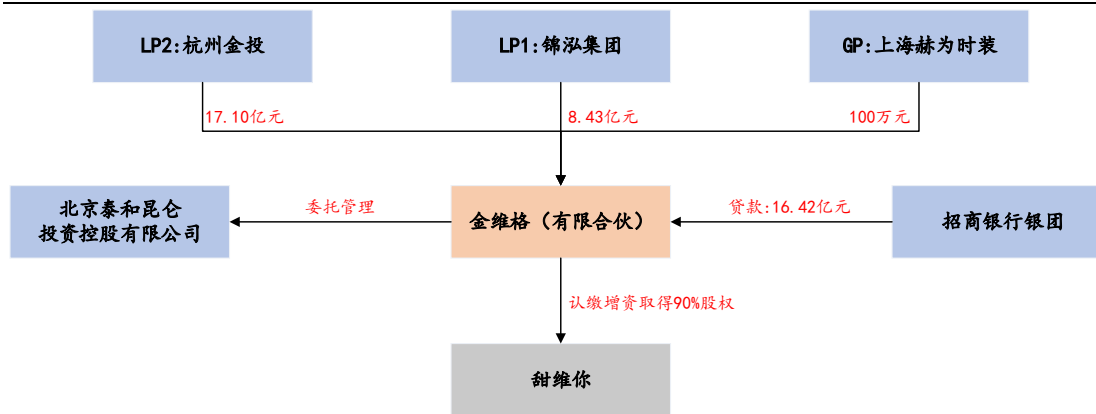 LP2:杭州金投
LP1:锦泓集团
GP:上海赫为时装
17.10亿元
8.43亿元
100万元
北京泰和昆仑
投资控股有限公司
委托管理
金维格（有限合伙）
贷款:16.42亿元
招商银行银团
认缴增资取得90%股权
甜维你